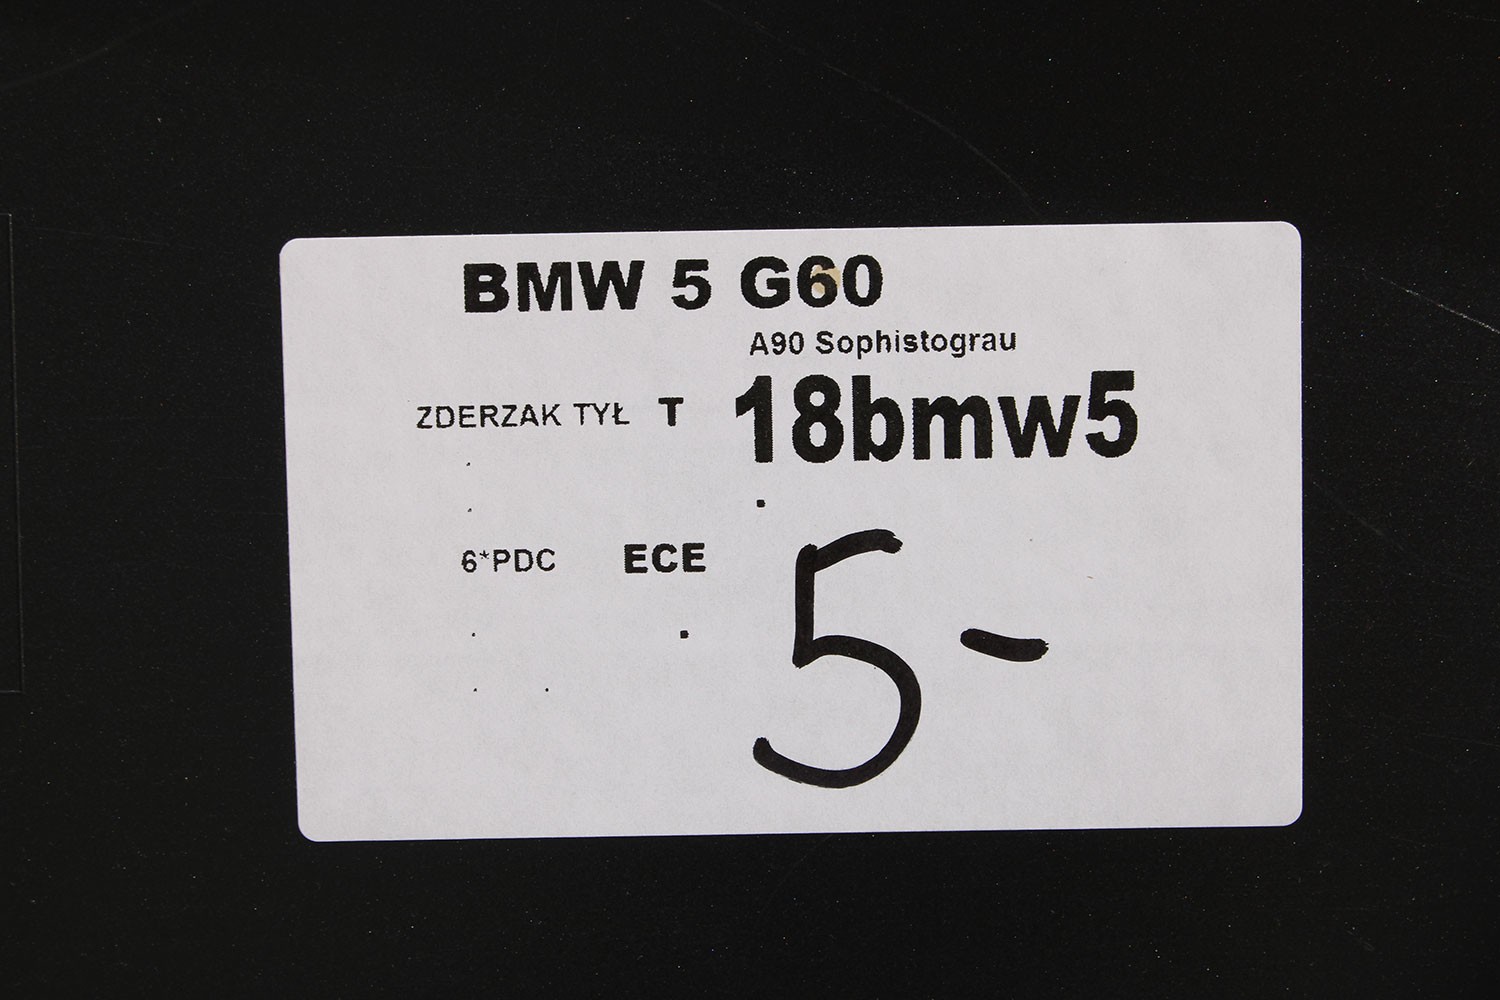 BMW 5 G60
A90 Sophistograu
ZDERZAK TYŁ T 18bmw5
.
. .
6*PDC ECE
5-
. .
. .